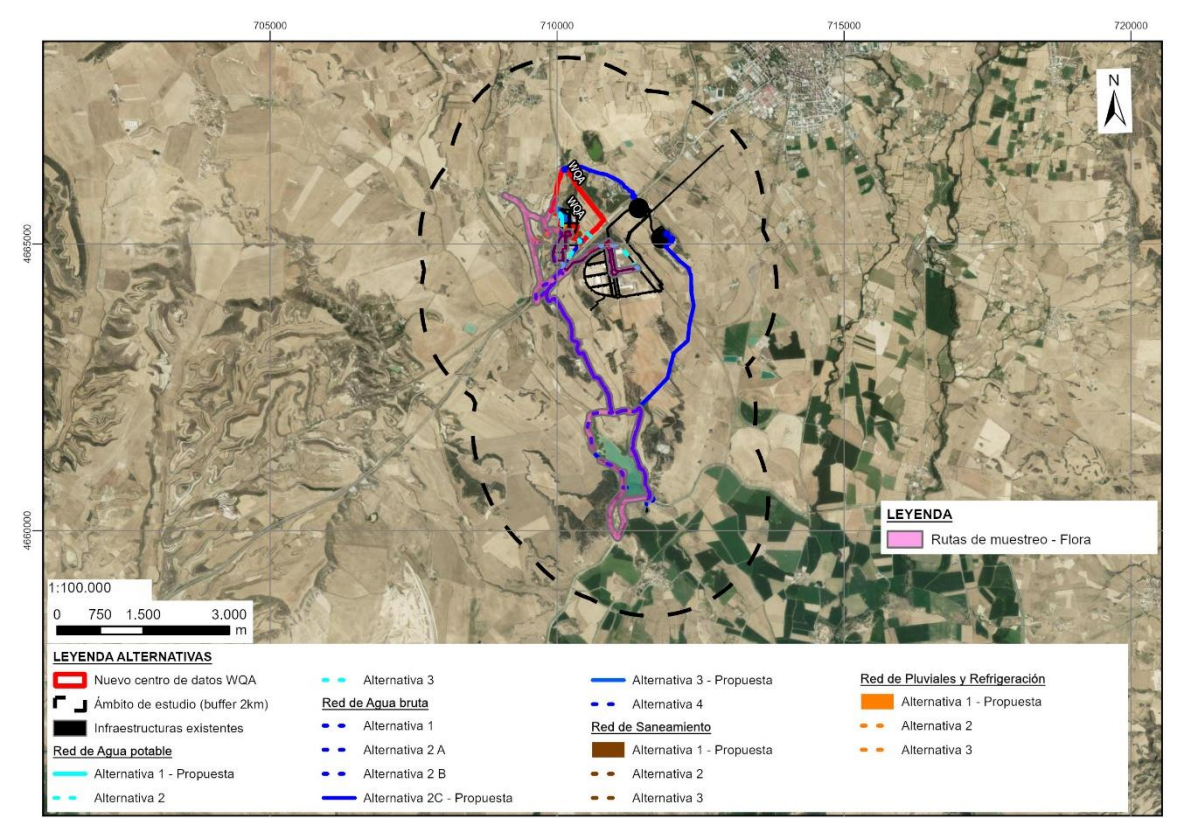 705000 710000 715000 720000
N
WQA
WQA
4665000
4660000
LEYENDA
Rutas de muestreo - Flora
1:100.000
0 750 1.500 3.000
m
LEYENDA ALTERNATIVAS
Nuevo centro de datos WQA
Ámbito de estudio (buffer 2km)
Infraestructuras existentes
Red de Agua potable
Alternativa 1 - Propuesta
Alternativa 2
Alternativa 3
Red de Agua bruta
Alternativa 1
Alternativa 2 A
Alternativa 2 B
Alternativa 2C - Propuesta
Alternativa 3 - Propuesta
Alternativa 4
Red de Saneamiento
Alternativa 1 - Propuesta
Alternativa 2
Alternativa 3
Red de Pluviales y Refrigeración
Alternativa 1 - Propuesta
Alternativa 2
Alternativa 3